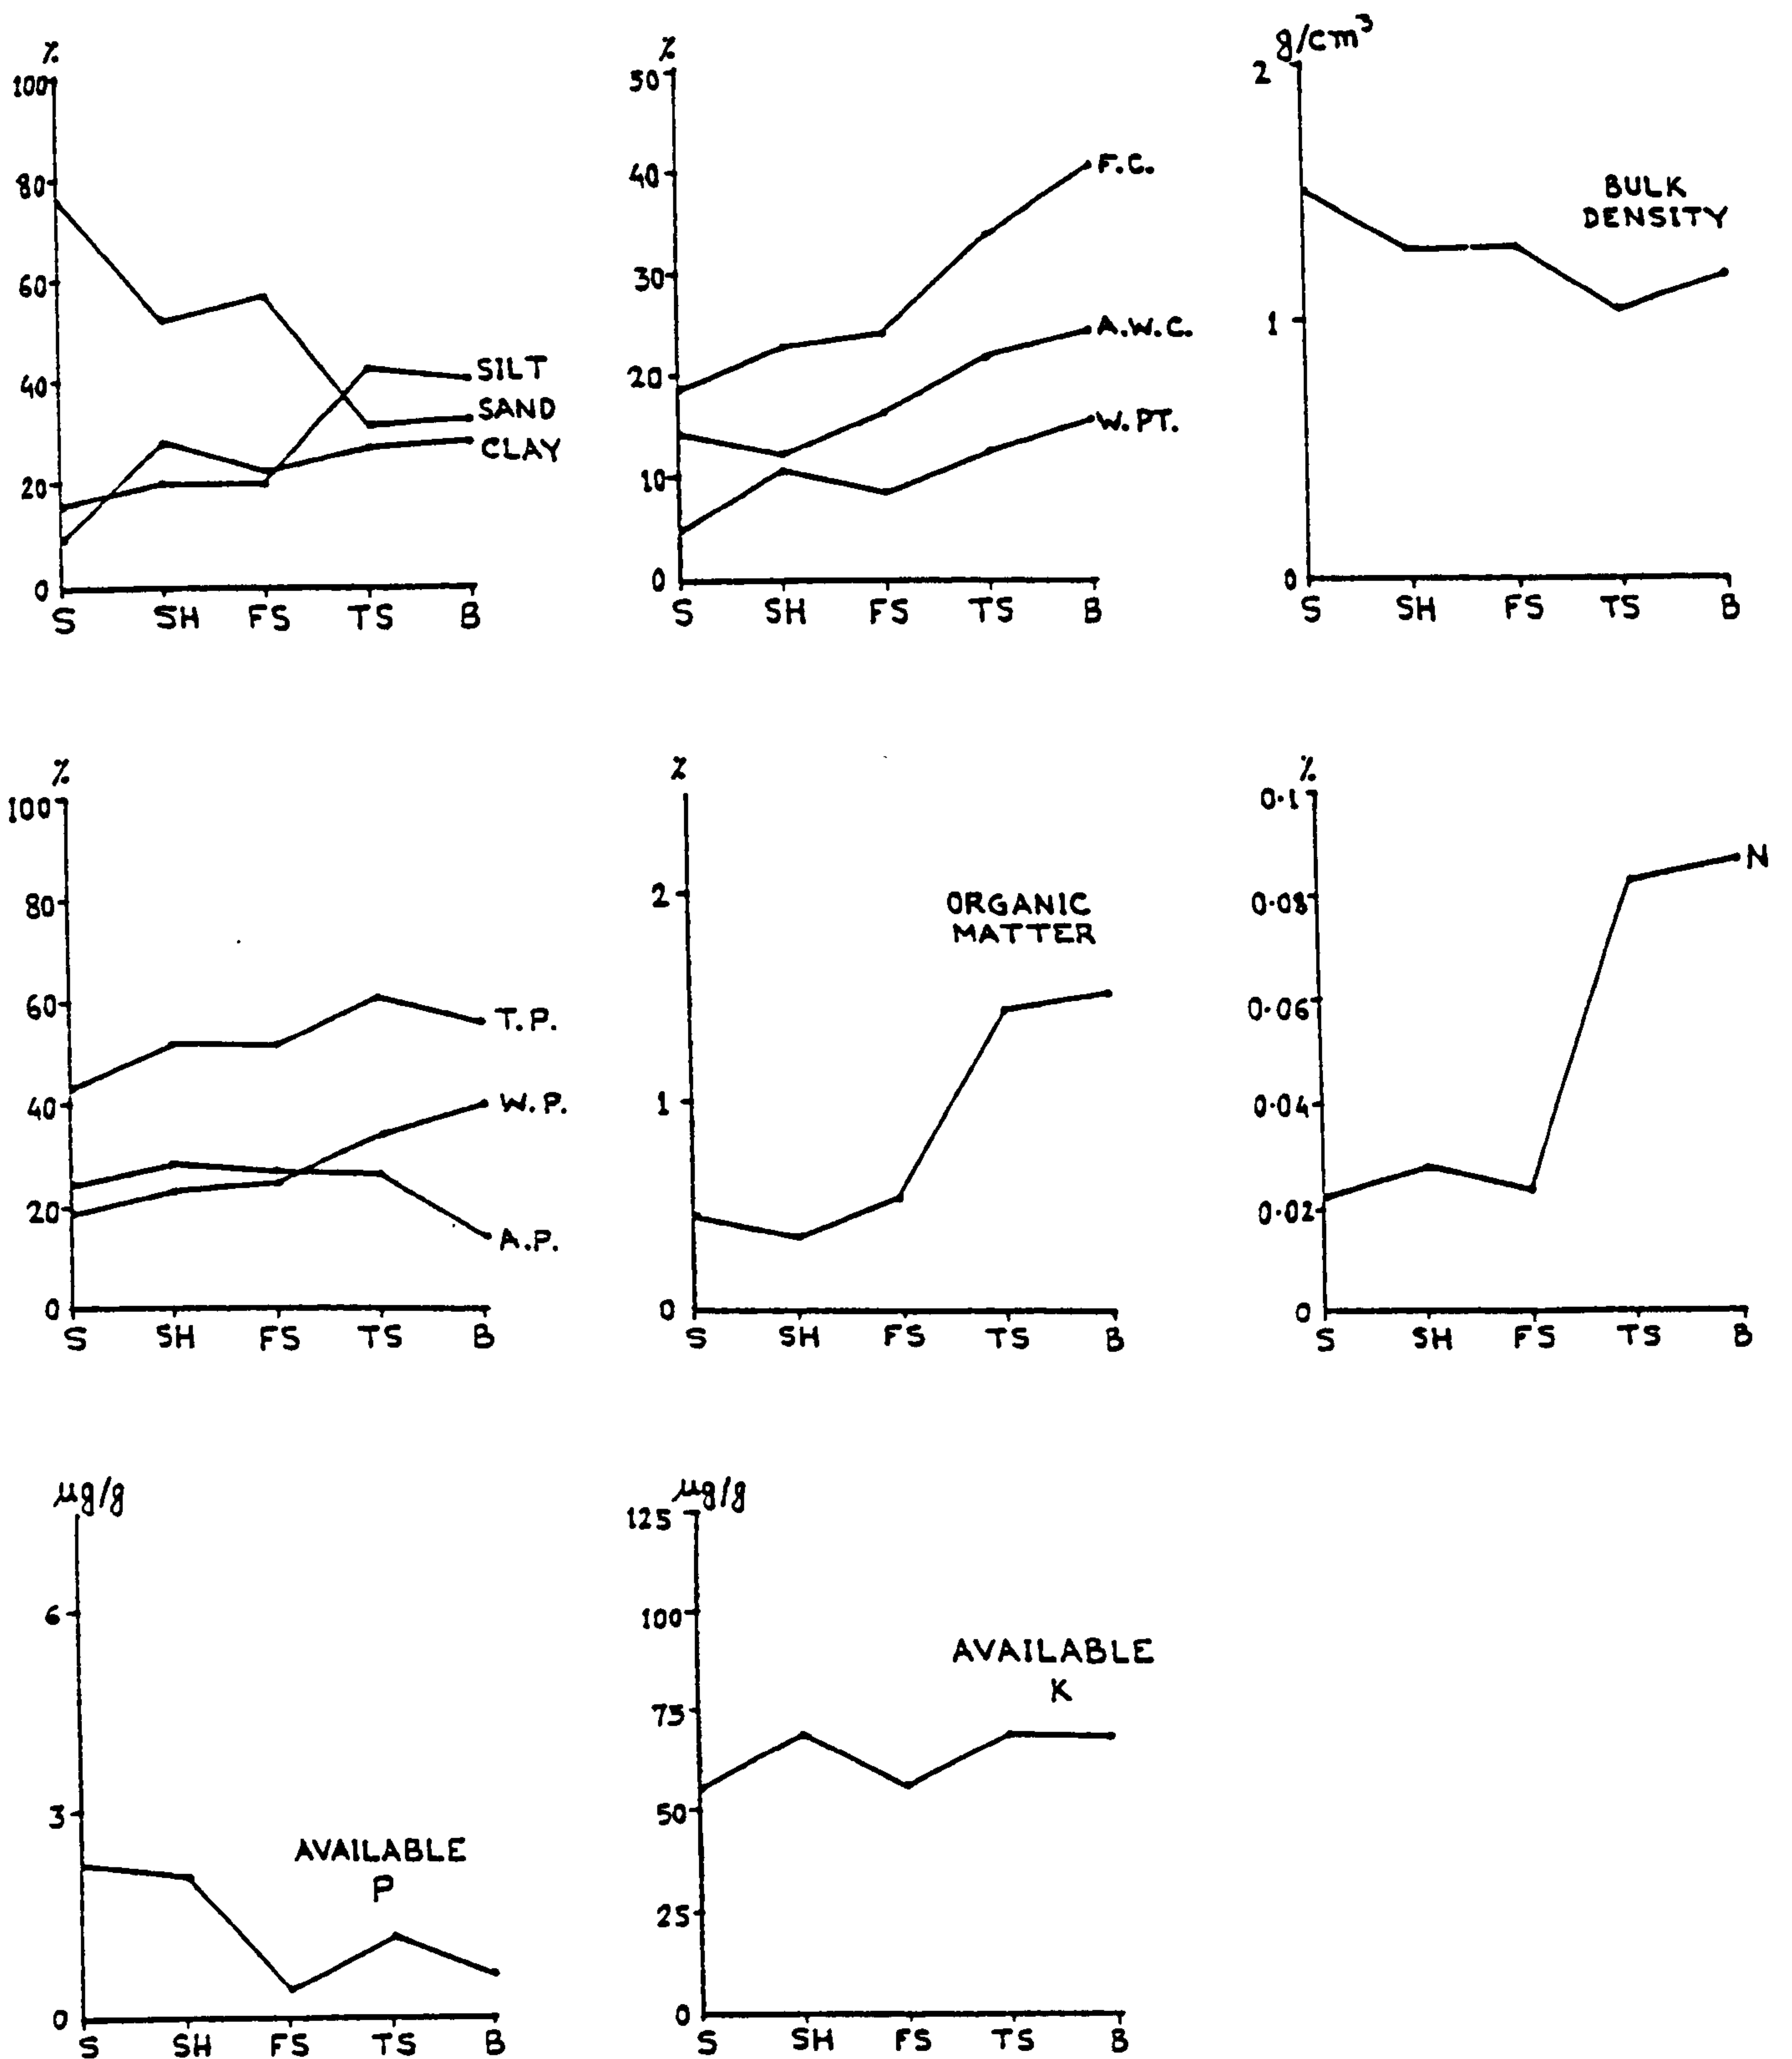 %
100
80
60
40
20
0
SILT
SAND
CLAY
S SH FS TS B
%
50
40
30
20
10
0
F.C.
A.W.C.
W.PT.
S SH FS TS B
g/cm³
2
1
0
BULK
DENSITY
S SH FS TS B
%
100
80
60
40
20
0
T.P.
W.P.
A.P.
S SH FS TS B
%
2
1
0
ORGANIC
MATTER
S SH FS TS B
%
0·1
0·08
0·06
0·04
0·02
0
N
S SH FS TS B
µg/g
6
3
0
AVAILABLE
P
S SH FS TS B
µg/g
125
100
75
50
25
0
AVAILABLE
K
S SH FS TS B